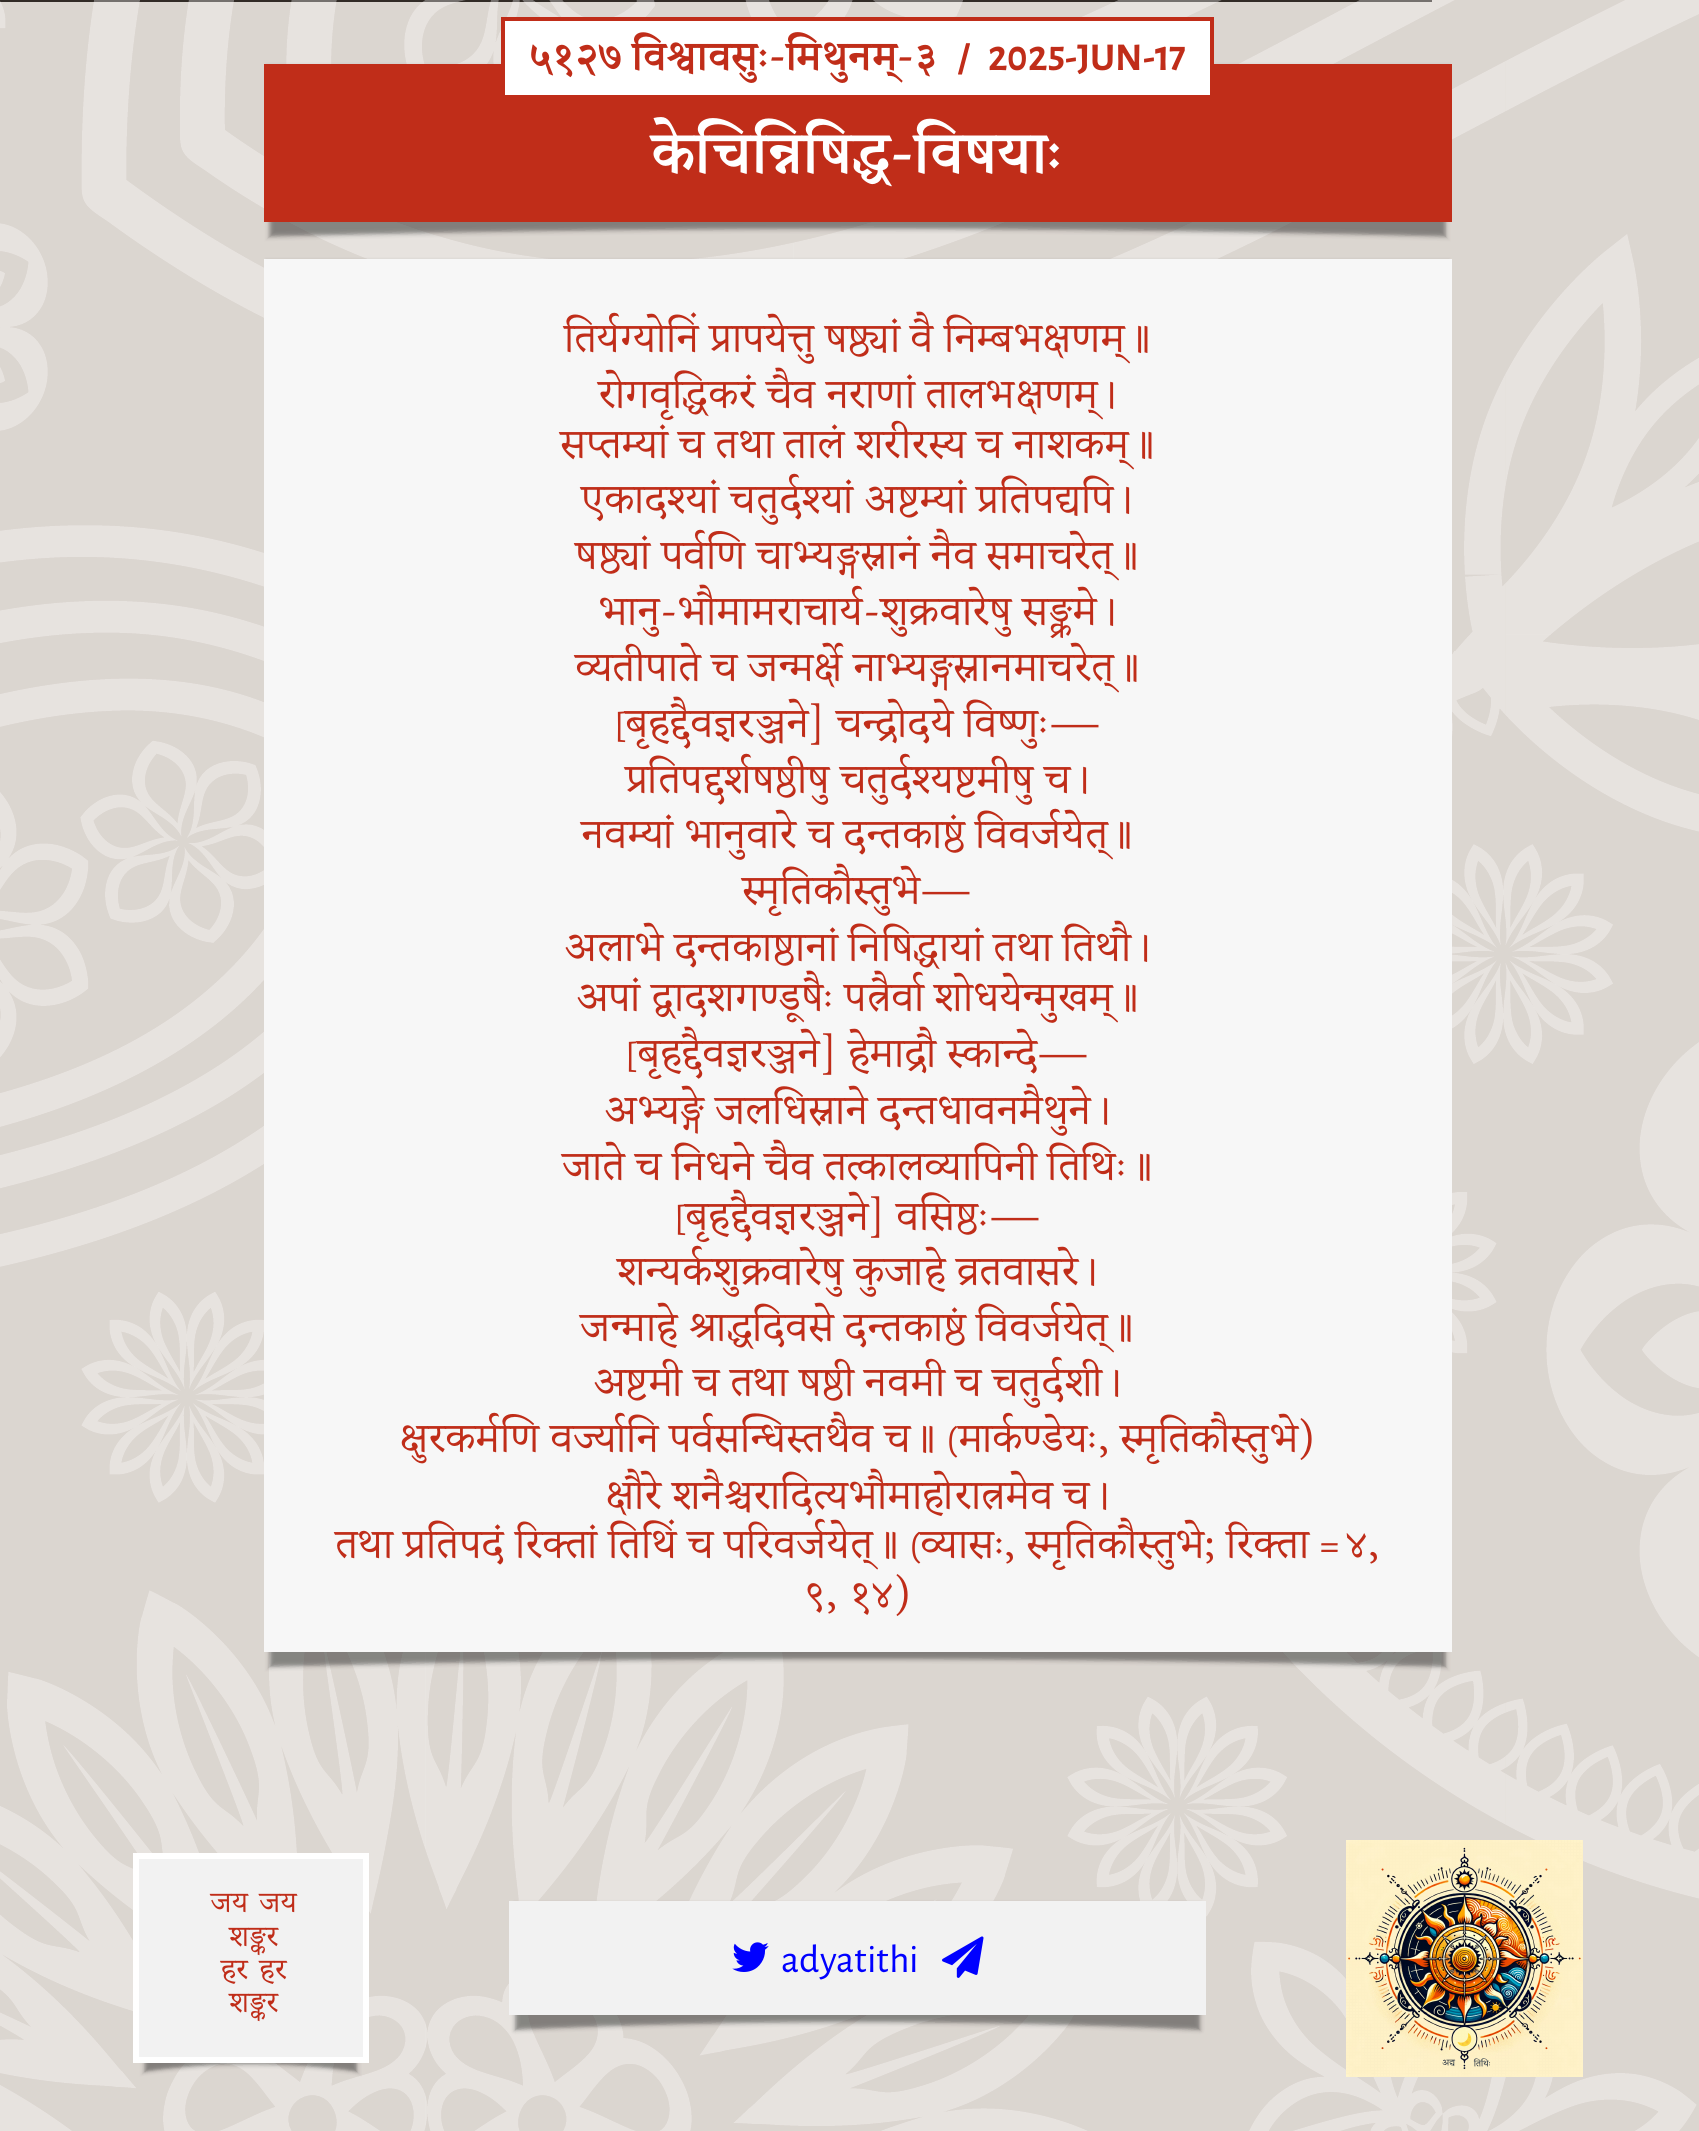 ५१२७ विश्वावसुः-मिथुनम्-३ / 2025-JUN-17
केचिन्निषिद्ध-विषयाः
तिर्यग्योनिं प्रापयेत्तु षष्ठ्यां वै निम्बभक्षणम्॥
रोगवृद्धिकरं चैव नराणां तालभक्षणम्।
सप्तम्यां च तथा तालं शरीरस्य च नाशकम्॥
एकादश्यां चतुर्दश्यां अष्टम्यां प्रतिपद्यपि।
षष्ठ्यां पर्वणि चाभ्यङ्गस्नानं नैव समाचरेत्॥
भानु-भौमामराचार्य-शुक्रवारेषु सङ्क्रमे।
व्यतीपाते च जन्मर्क्षे नाभ्यङ्गस्नानमाचरेत्॥
[बृहद्दैवज्ञरञ्जने] चन्द्रोदये विष्णुः—
प्रतिपद्दर्शषष्ठीषु चतुर्दश्यष्टमीषु च।
नवम्यां भानुवारे च दन्तकाष्ठं विवर्जयेत्॥
स्मृतिकौस्तुभे—
अलाभे दन्तकाष्ठानां निषिद्धायां तथा तिथौ।
अपां द्वादशगण्डूषैः पत्रैर्वा शोधयेन्मुखम्॥
[बृहद्दैवज्ञरञ्जने] हेमाद्रौ स्कान्दे—
अभ्यङ्गे जलधिस्नाने दन्तधावनमैथुने।
जाते च निधने चैव तत्कालव्यापिनी तिथिः॥
[बृहद्दैवज्ञरञ्जने] वसिष्ठः—
शन्यर्कशुक्रवारेषु कुजाहे व्रतवासरे।
जन्माहे श्राद्धदिवसे दन्तकाष्ठं विवर्जयेत्॥
अष्टमी च तथा षष्ठी नवमी च चतुर्दशी।
क्षुरकर्मणि वर्ज्यानि पर्वसन्धिस्तथैव च॥ (मार्कण्डेयः, स्मृतिकौस्तुभे)
क्षौरे शनैश्चरादित्यभौमाहोरात्रमेव च।
तथा प्रतिपदं रिक्तां तिथिं च परिवर्जयेत्॥ (व्यासः, स्मृतिकौस्तुभे; रिक्ता = ४,
९, १४)
जय जय
शङ्कर
हर हर
शङ्कर
adyatithi
अद्य तिथिः